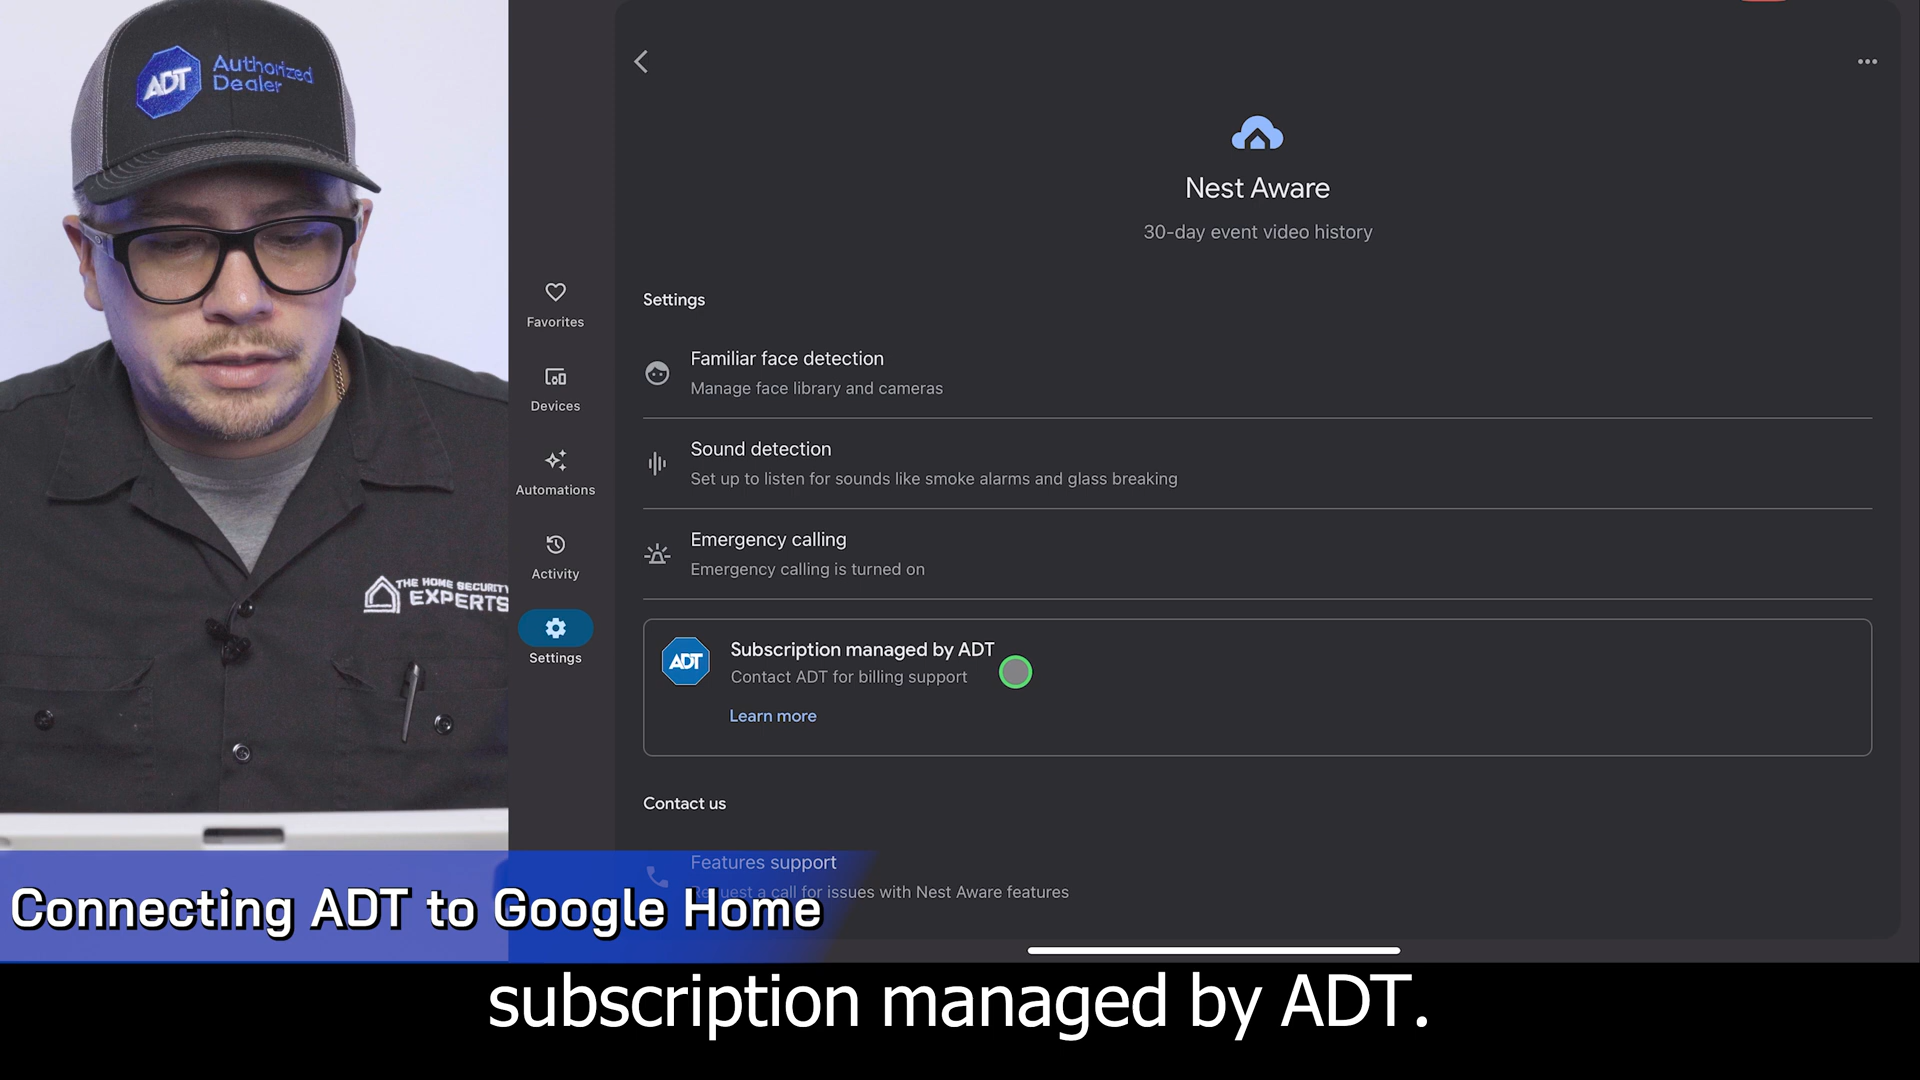 ADT
Authorized
Dealer
THE HOME SECURITY
EXPERTS
Favorites
Devices
Automations
Activity
Settings
Nest Aware
30-day event video history
Settings
Familiar face detection
Manage face library and cameras
Sound detection
Set up to listen for sounds like smoke alarms and glass breaking
Emergency calling
Emergency calling is turned on
ADT
Subscription managed by ADT
Contact ADT for billing support
Learn more
Contact us
Features support
Request a call for issues with Nest Aware features
Connecting ADT to Google Home
subscription managed by ADT.